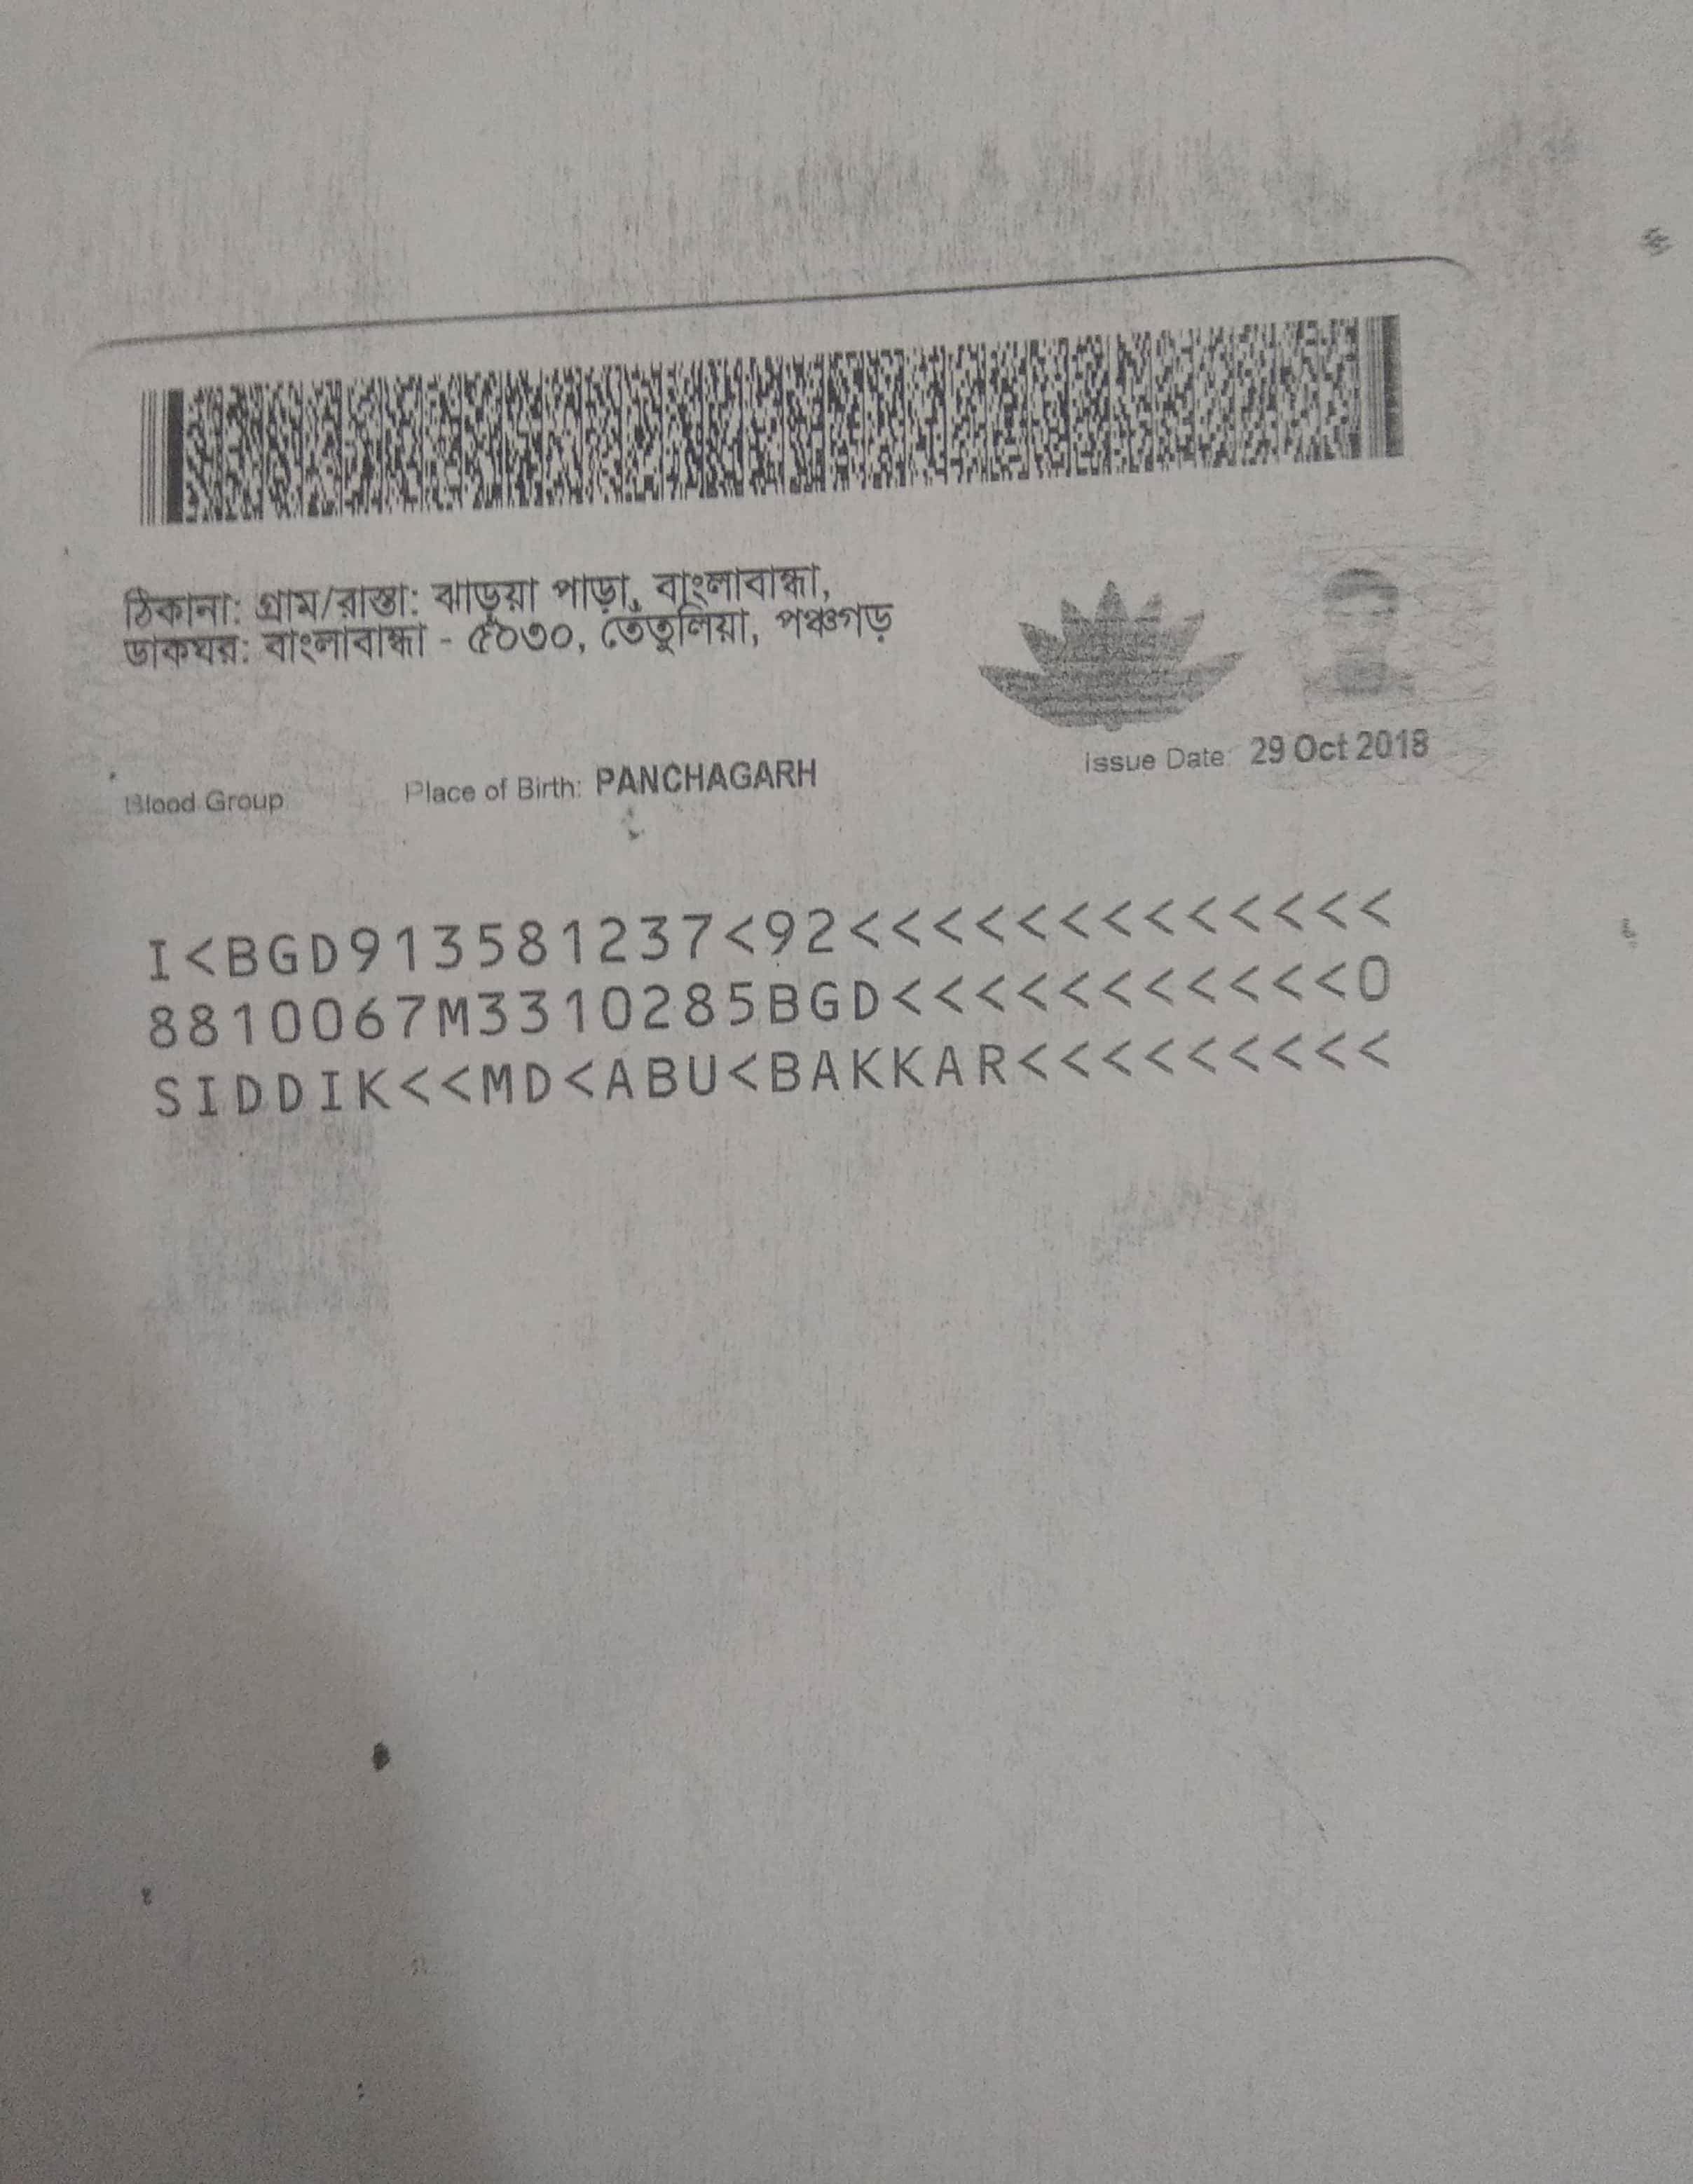 ঠিকানা: গ্রাম/রাস্তা: ঝাড়ুয়া পাড়া, বাংলাবান্ধা,
ডাকঘর: বাংলাবান্ধা - ৫০৩০, তেঁতুলিয়া, পঞ্চগড়
Blood Group Place of Birth: PANCHAGARH Issue Date: 29 Oct 2018
I<BGD913581237<92<<<<<<<<<<<<<
8810067M3310285BGD<<<<<<<<<<<0
SIDDIK<<MD<ABU<BAKKAR<<<<<<<<<